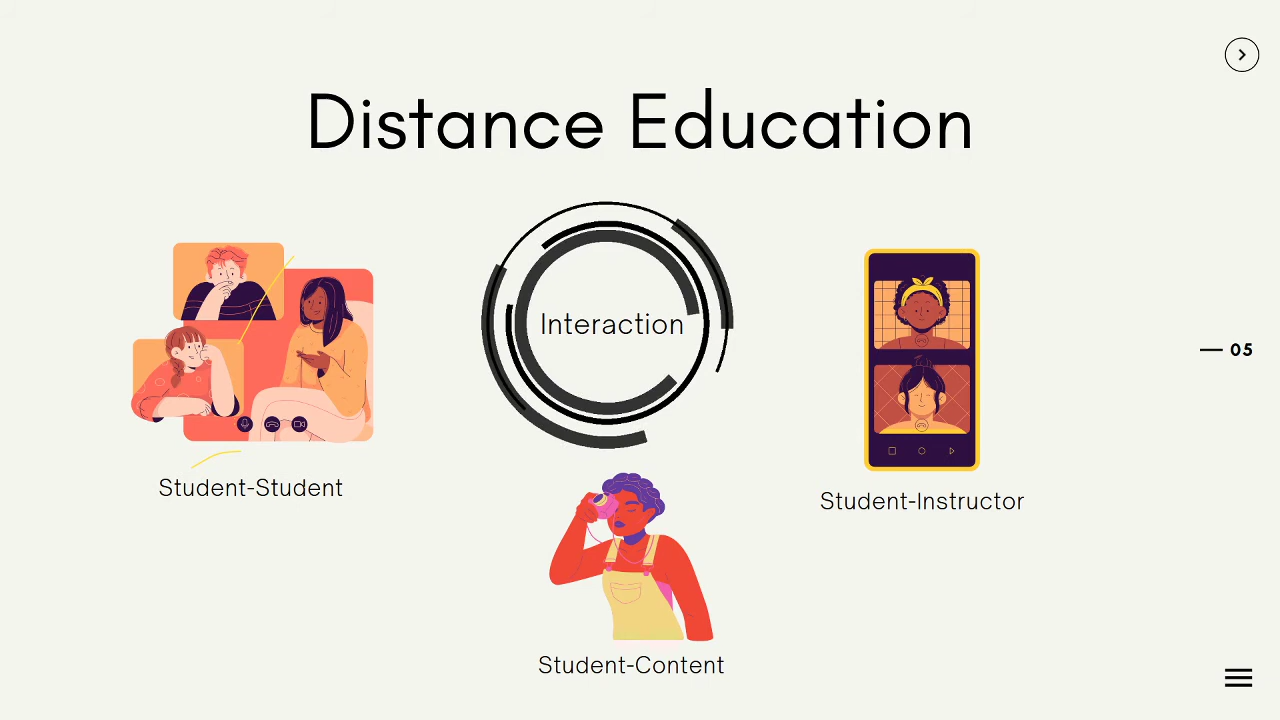 Distance Education
Interaction
05
Student-Student
Student-Instructor
Student-Content